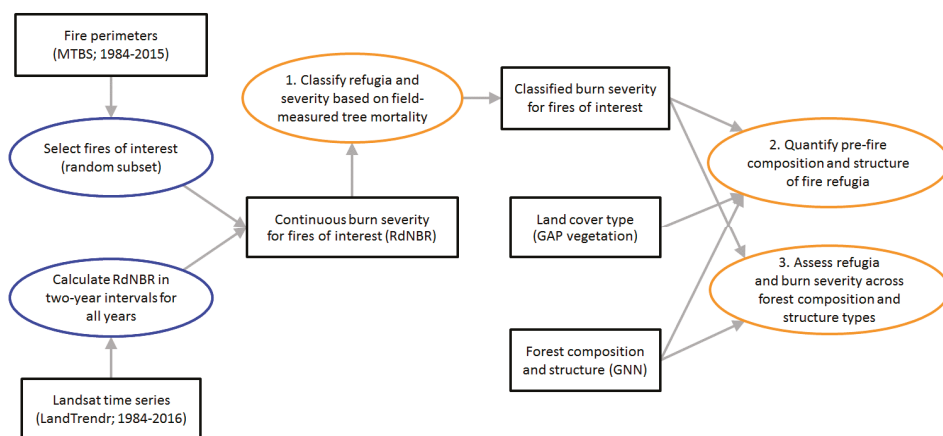 Fire perimeters
(MTBS; 1984-2015)
Select fires of interest
(random subset)
Calculate RdNBR in
two-year intervals for
all years
Landsat time series
(LandTrendr; 1984-2016)
1. Classify refugia and
severity based on field-
measured tree mortality
Continuous burn severity
for fires of interest (RdNBR)
Classified burn severity
for fires of interest
Land cover type
(GAP vegetation)
Forest composition
and structure (GNN)
2. Quantify pre-fire
composition and structure
of fire refugia
3. Assess refugia
and burn severity across
forest composition and
structure types